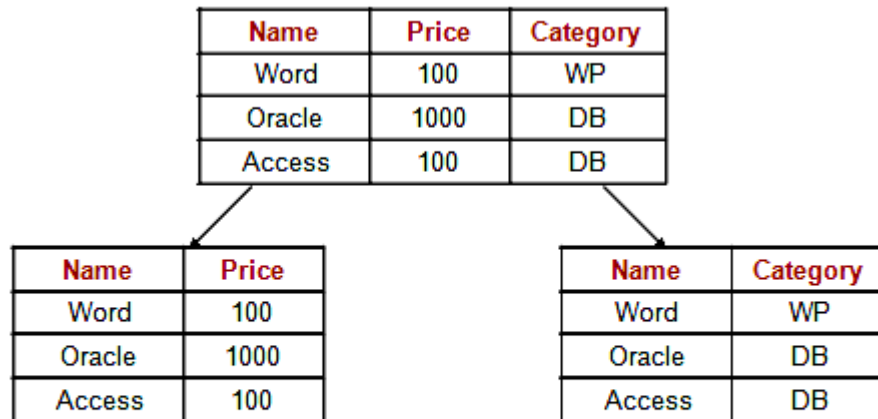 Name Price Category
Word 100 WP
Oracle 1000 DB
Access 100 DB
Name Price
Word 100
Oracle 1000
Access 100
Name Category
Word WP
Oracle DB
Access DB